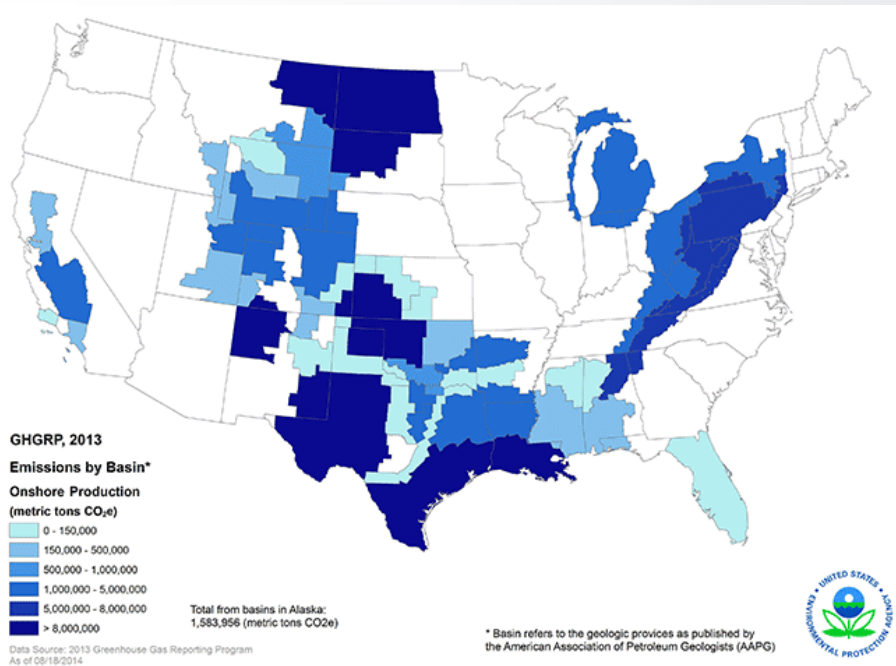 GHGRP, 2013
Emissions by Basin*
Onshore Production
(metric tons CO₂e)
0 - 150,000
150,000 - 500,000
500,000 - 1,000,000
1,000,000 - 5,000,000
5,000,000 - 8,000,000
> 8,000,000
Data Source: 2013 Greenhouse Gas Reporting Program
As of 08/18/2014
Total from basins in Alaska:
1,583,956 (metric tons CO2e)
* Basin refers to the geologic provices as published by
the American Association of Petroleum Geologists (AAPG)
UNITED STATES
ENVIRONMENTAL PROTECTION AGENCY